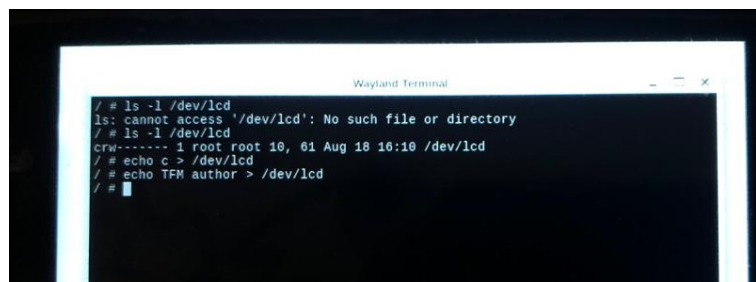 Wayland Terminal
/ # ls -l /dev/lcd
ls: cannot access '/dev/lcd': No such file or directory
/ # ls -l /dev/lcd
crw------- 1 root root 10, 61 Aug 18 16:10 /dev/lcd
/ # echo c > /dev/lcd
/ # echo TFM author > /dev/lcd
/ #